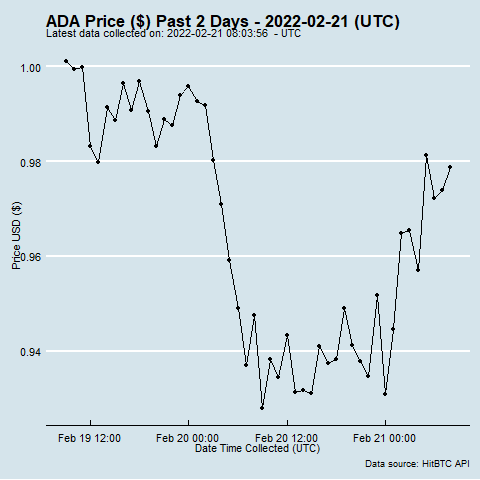 ADA Price ($) Past 2 Days - 2022-02-21 (UTC)
Latest data collected on: 2022-02-21 08:03:56  - UTC
1.00
0.98
0.96
0.94
Price USD ($)
Feb 19 12:00
Feb 20 00:00
Feb 20 12:00
Feb 21 00:00
Date Time Collected (UTC)
Data source: HitBTC API